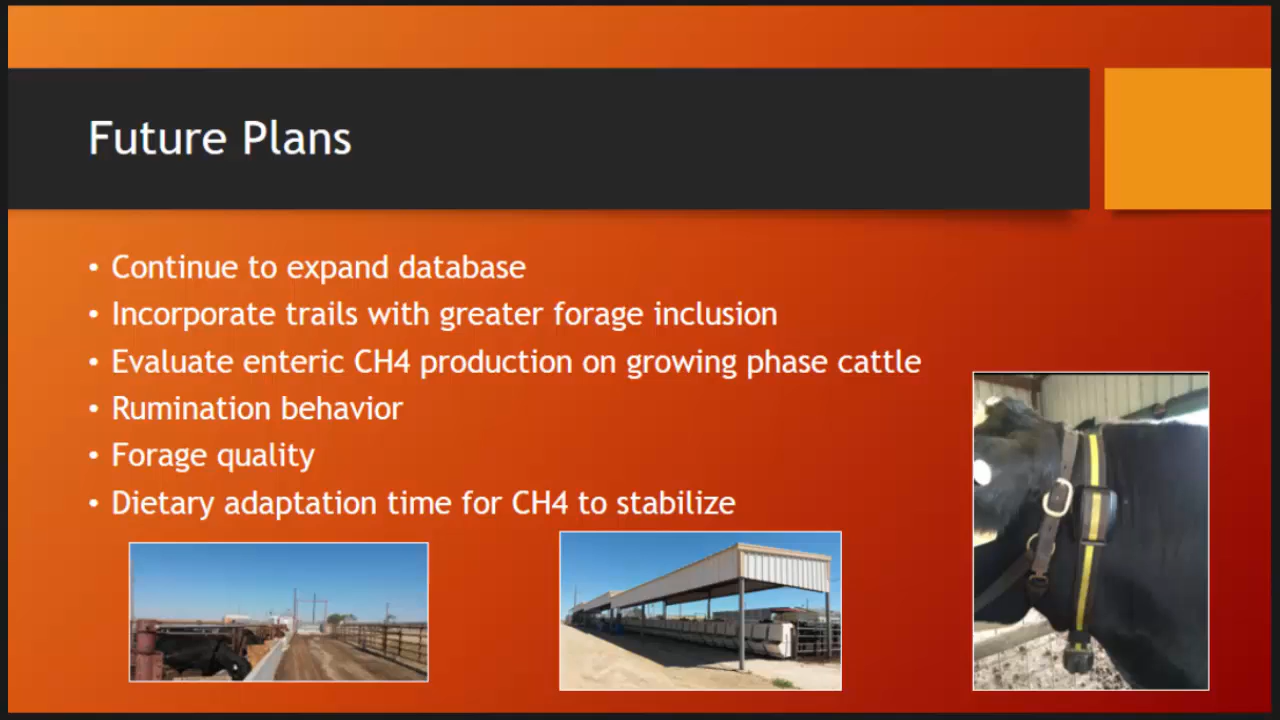 Future Plans
• Continue to expand database
• Incorporate trails with greater forage inclusion
• Evaluate enteric CH4 production on growing phase cattle
• Rumination behavior
• Forage quality
• Dietary adaptation time for CH4 to stabilize